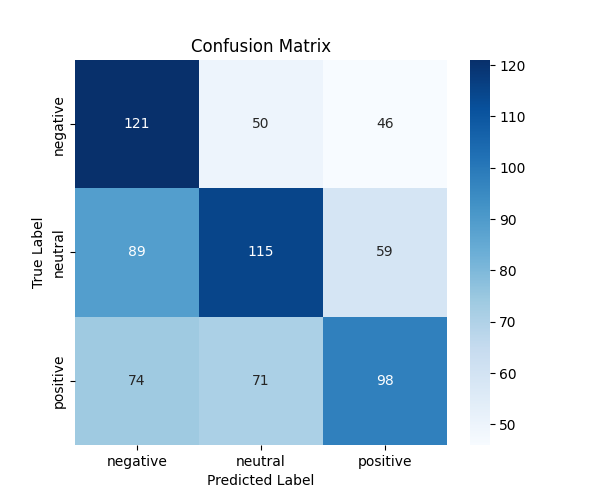 Confusion Matrix
True Label
negative
neutral
positive
121 50 46
89 115 59
74 71 98
negative neutral positive
Predicted Label
120
110
100
90
80
70
60
50